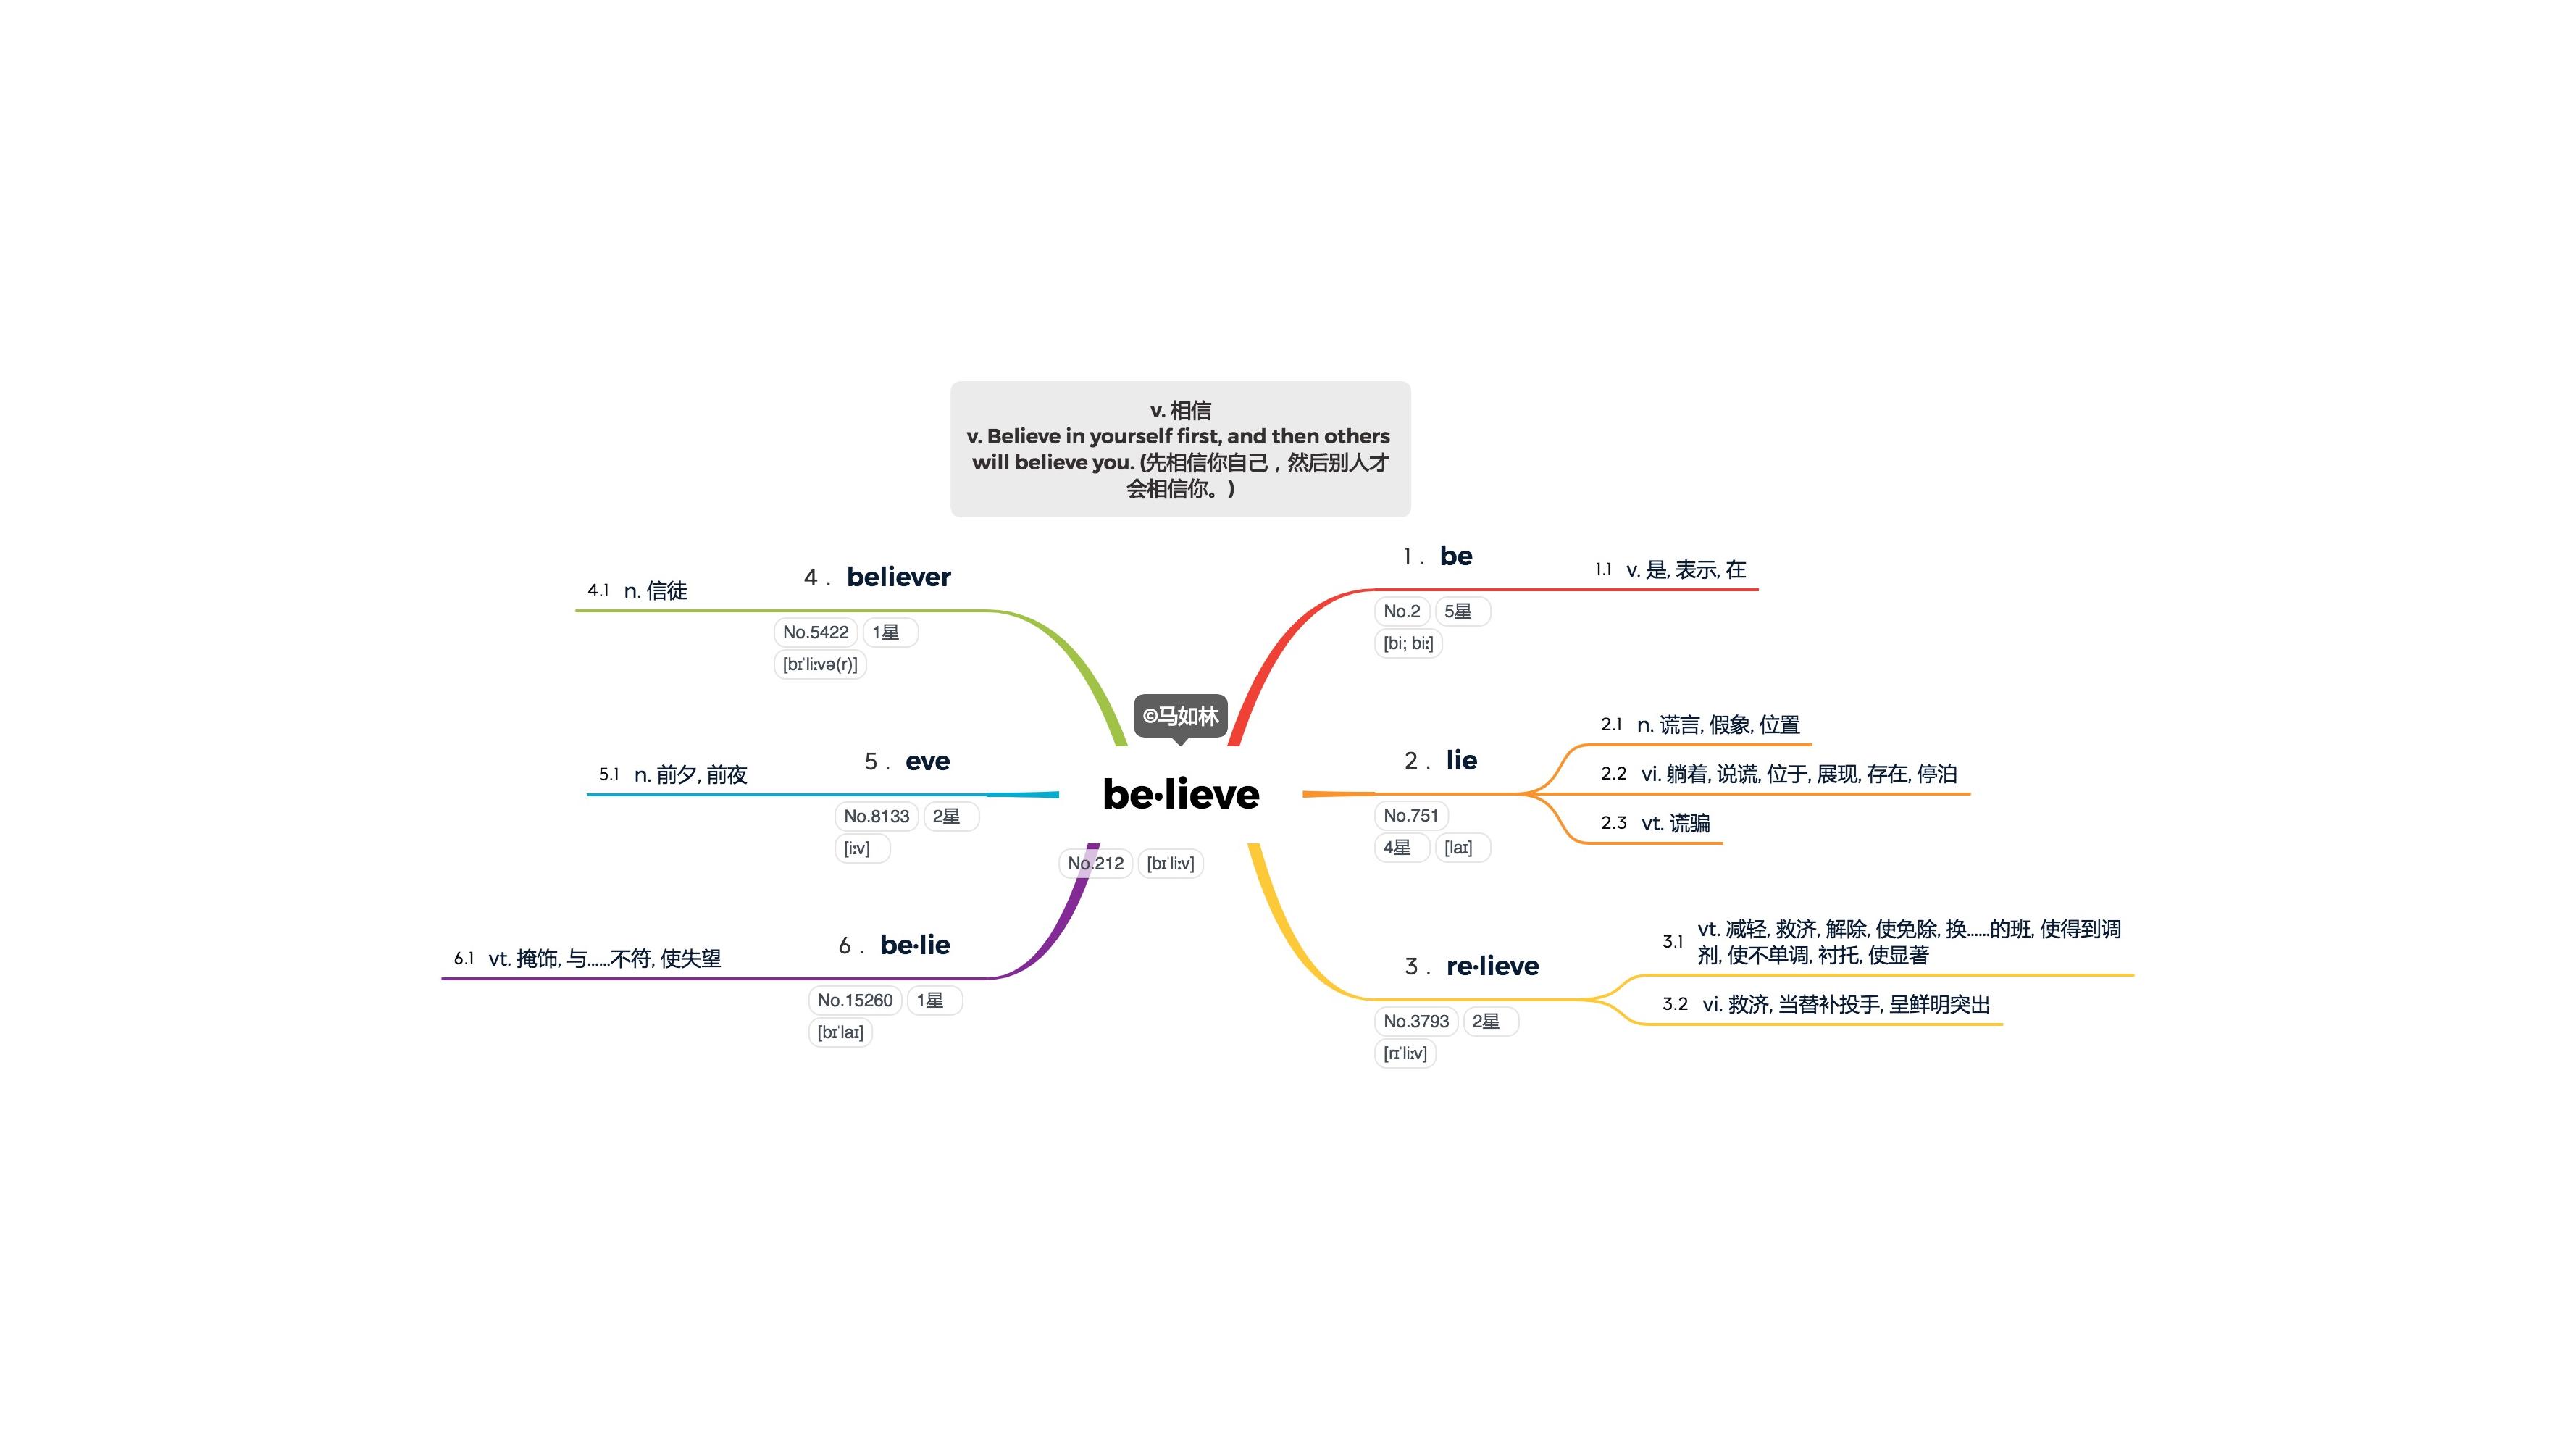 v. 相信
v. Believe in yourself first, and then others
will believe you. (先相信你自己，然后别人才
会相信你。)
©马如林
be·lieve
No.212 [bɪˈliːv]
1. be
No.2 5星
[bi; biː]
1.1 v. 是, 表示, 在
2. lie
No.751
4星 [laɪ]
2.1 n. 谎言, 假象, 位置
2.2 vi. 躺着, 说谎, 位于, 展现, 存在, 停泊
2.3 vt. 谎骗
3. re·lieve
No.3793 2星
[rɪˈliːv]
3.1 vt. 减轻, 救济, 解除, 使免除, 换……的班, 使得到调
剂, 使不单调, 衬托, 使显著
3.2 vi. 救济, 当替补投手, 呈鲜明突出
4. believer
No.5422 1星
[bɪˈliːvə(r)]
4.1 n. 信徒
5. eve
No.8133 2星
[iːv]
5.1 n. 前夕, 前夜
6. be·lie
No.15260 1星
[bɪˈlaɪ]
6.1 vt. 掩饰, 与……不符, 使失望